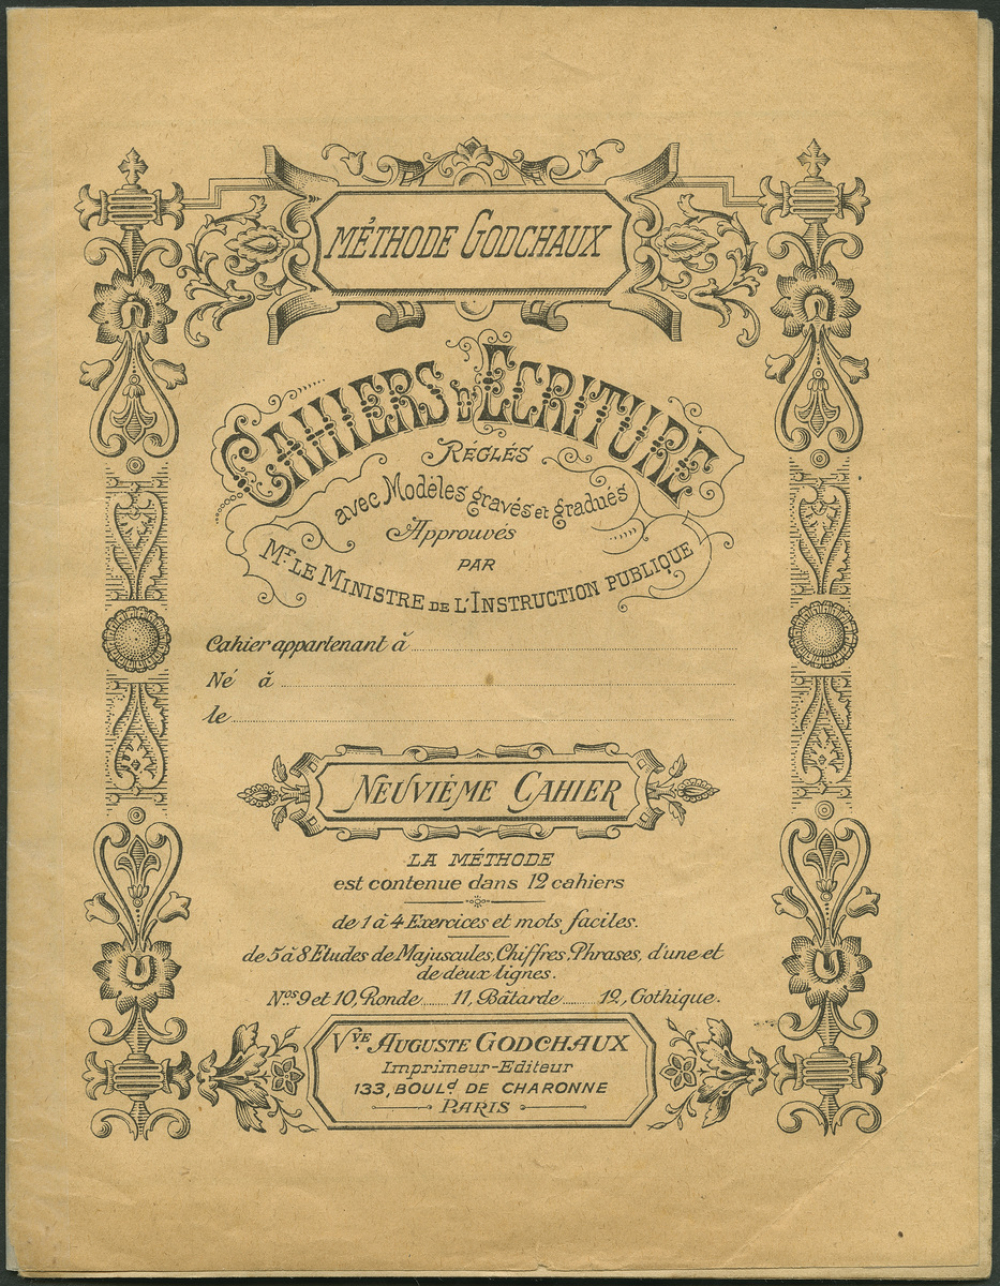 MÉTHODE GODCHAUX
CAHIERS D'ECRITURE
RÉGLÉS
avec Modèles gravés et gradués
Approuvés
PAR
Mr. LE MINISTRE DE L'INSTRUCTION PUBLIQUE
Cahier appartenant à
Né à
le
NEUVIÈME CAHIER
LA MÉTHODE
est contenue dans 12 cahiers
de 1 à 4 Exercices et mots faciles.
de 5 à 8 Etudes de Majuscules, Chiffres, Phrases, d'une et
de deux lignes.
Nos. 9 et 10, Ronde ...... 11, Bâtarde ....... 12, Gothique.
VVE AUGUSTE GODCHAUX
Imprimeur-Editeur
133, BOULd. DE CHARONNE
PARIS